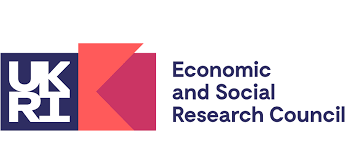 UK
RI
Economic
and Social
Research Council